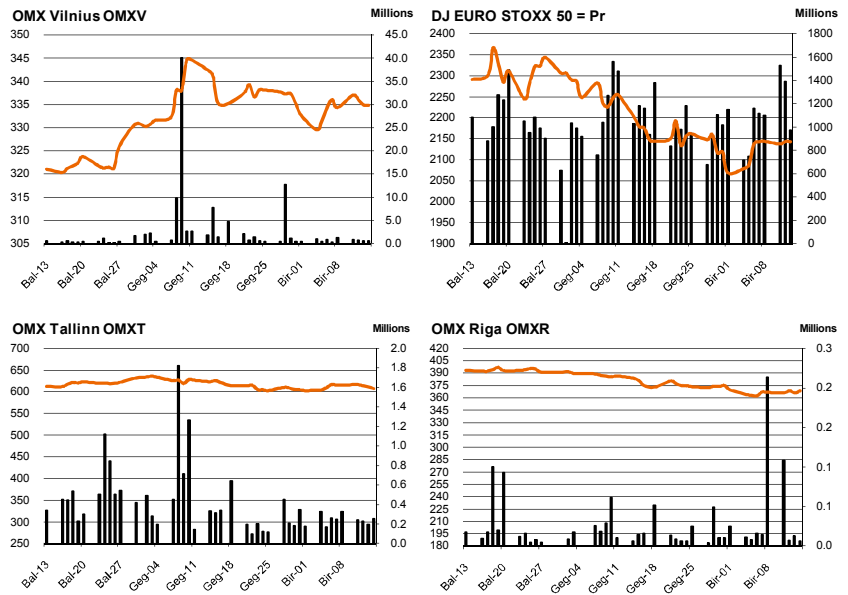 OMX Vilnius OMXV
Millions
350
345
340
335
330
325
320
315
310
305
45.0
40.0
35.0
30.0
25.0
20.0
15.0
10.0
5.0
0.0
Bal-13
Bal-20
Bal-27
Geg-04
Geg-11
Geg-18
Geg-25
Bir-01
Bir-08
DJ EURO STOXX 50 = Pr
Millions
2400
2350
2300
2250
2200
2150
2100
2050
2000
1950
1900
1800
1600
1400
1200
1000
800
600
400
200
0
Bal-13
Bal-20
Bal-27
Geg-04
Geg-11
Geg-18
Geg-25
Bir-01
Bir-08
OMX Tallinn OMXT
Millions
700
650
600
550
500
450
400
350
300
250
2.0
1.8
1.6
1.4
1.2
1.0
0.8
0.6
0.4
0.2
0.0
Bal-13
Bal-20
Bal-27
Geg-04
Geg-11
Geg-18
Geg-25
Bir-01
Bir-08
OMX Riga OMXR
Millions
420
405
390
375
360
345
330
315
300
285
270
255
240
225
210
195
180
0.3
0.2
0.2
0.1
0.1
0.0
Bal-13
Bal-20
Bal-27
Geg-04
Geg-11
Geg-18
Geg-25
Bir-01
Bir-08